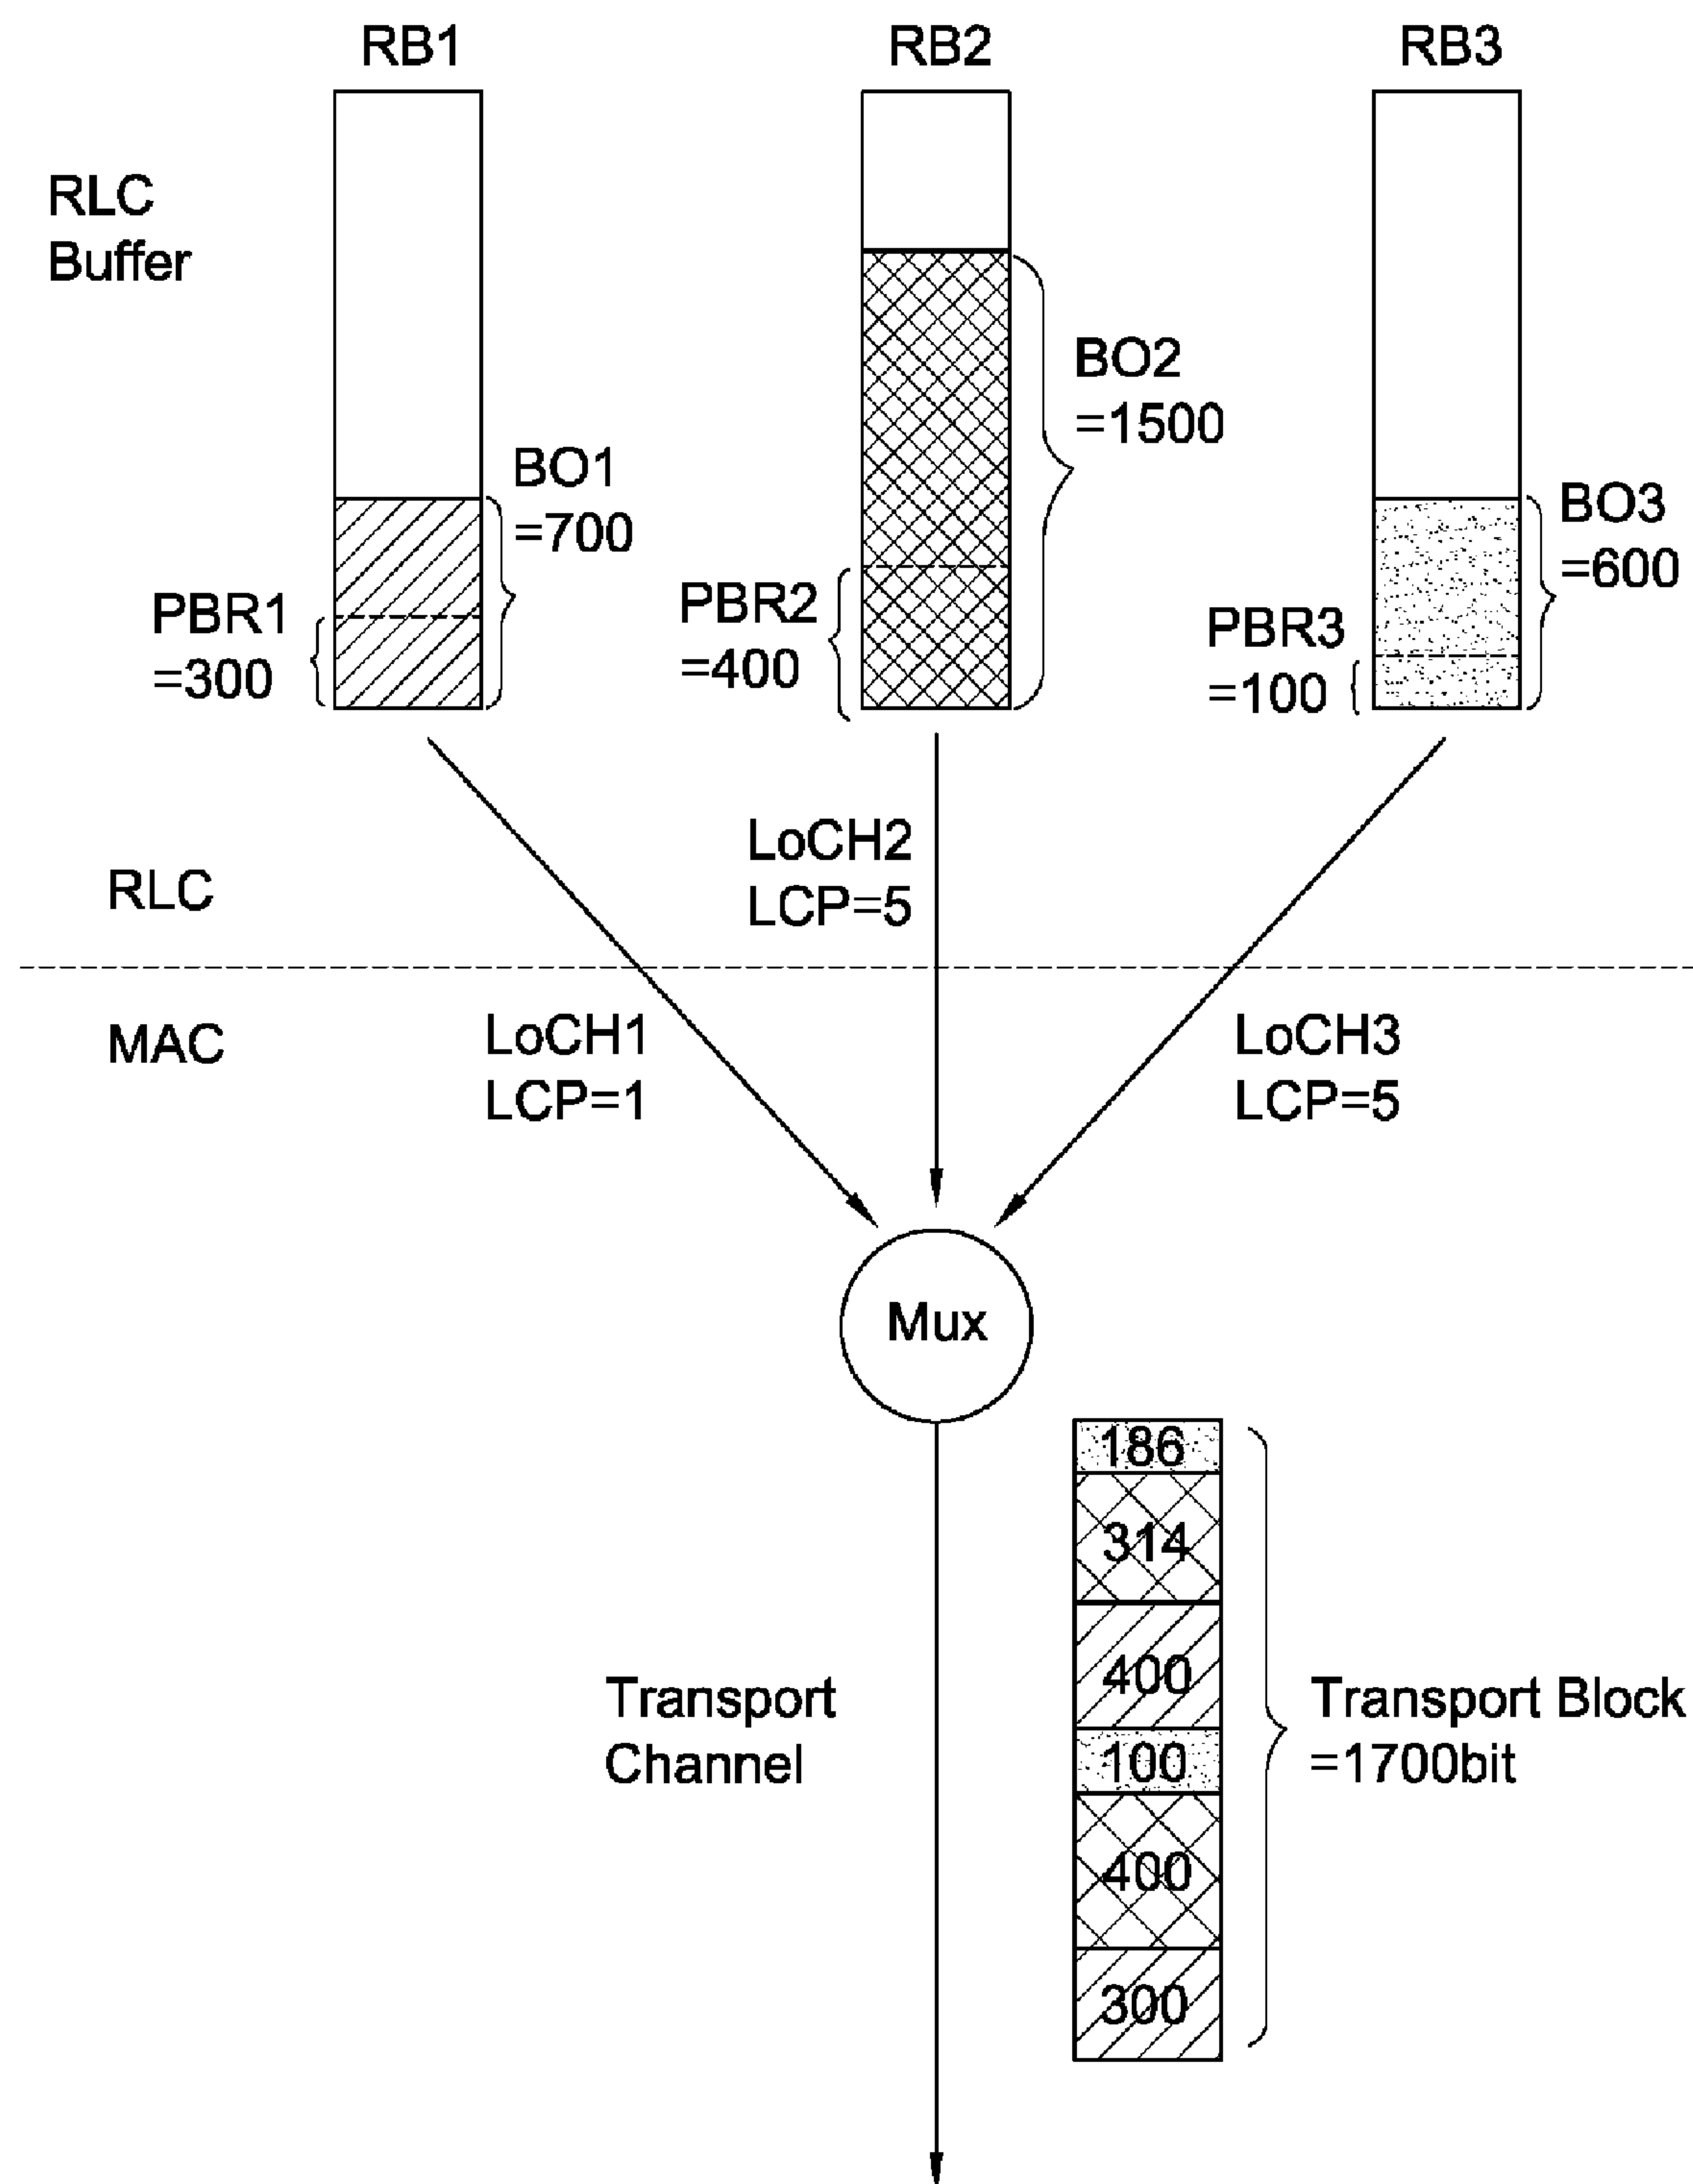 RB1
RB2
RB3
RLC
Buffer
BO1
=700
PBR1
=300
BO2
=1500
PBR2
=400
BO3
=600
PBR3
=100
LoCH2
LCP=5
RLC
MAC
LoCH1
LCP=1
LoCH3
LCP=5
Mux
186
314
400
100
400
300
Transport
Channel
Transport Block
=1700bit